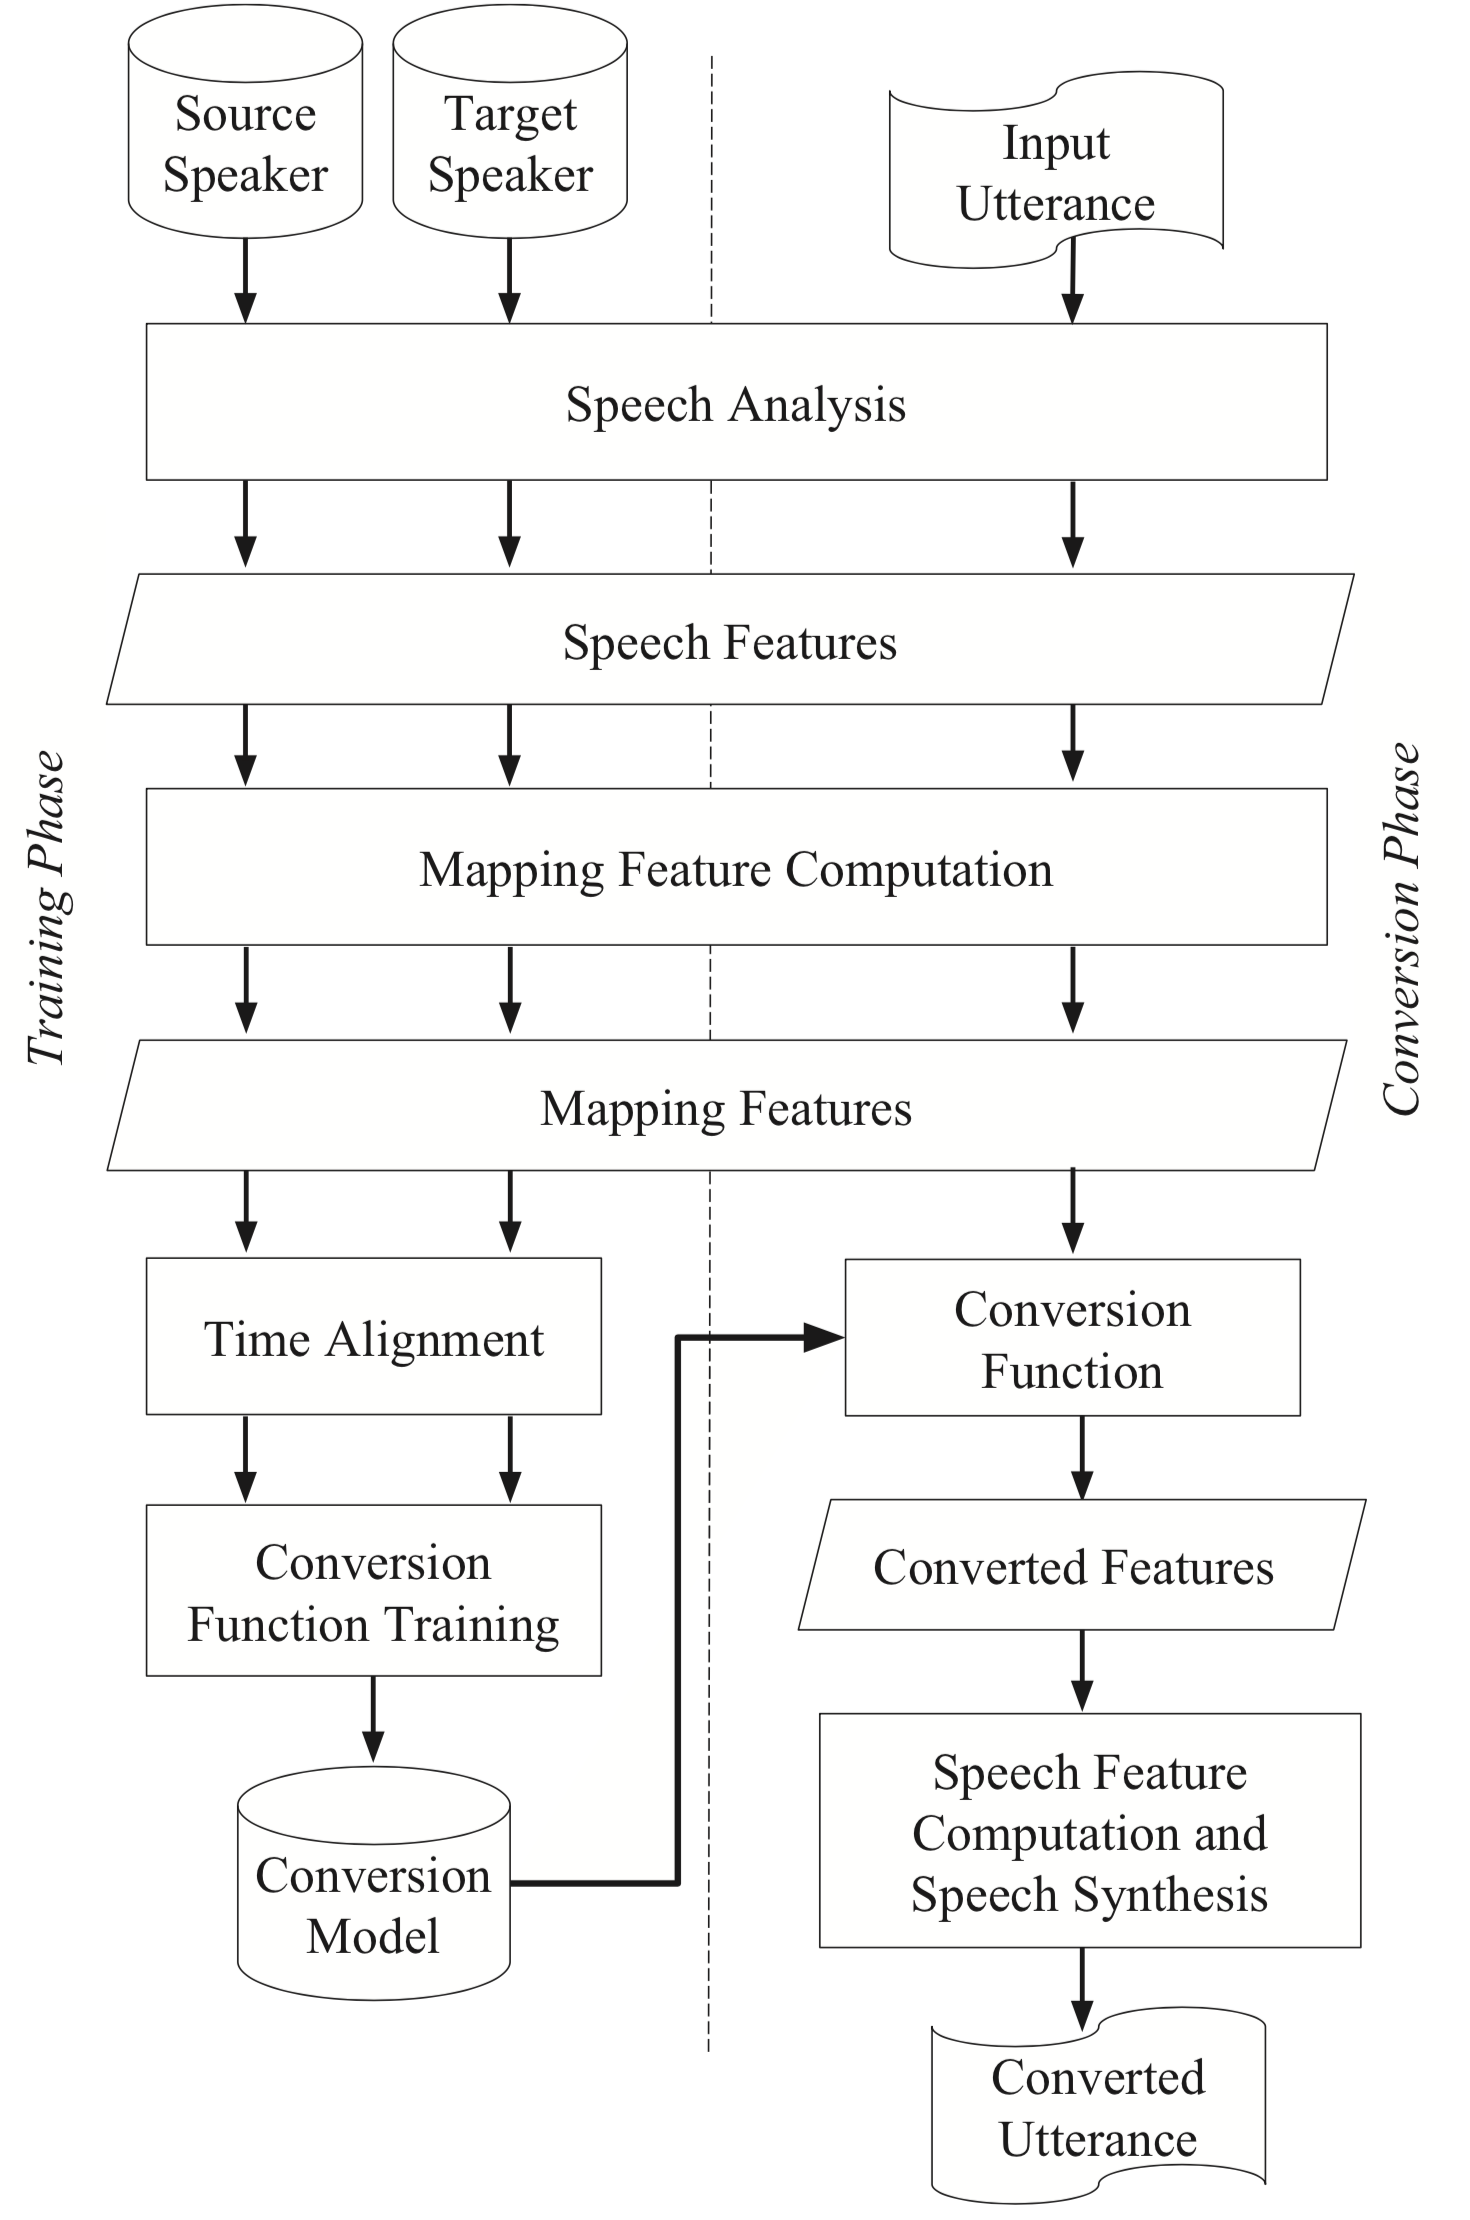 Source
Speaker
Target
Speaker
Input
Utterance
Speech Analysis
Speech Features
Mapping Feature Computation
Mapping Features
Training Phase
Conversion Phase
Time Alignment
Conversion
Function Training
Conversion
Model
Conversion
Function
Converted Features
Speech Feature
Computation and
Speech Synthesis
Converted
Utterance